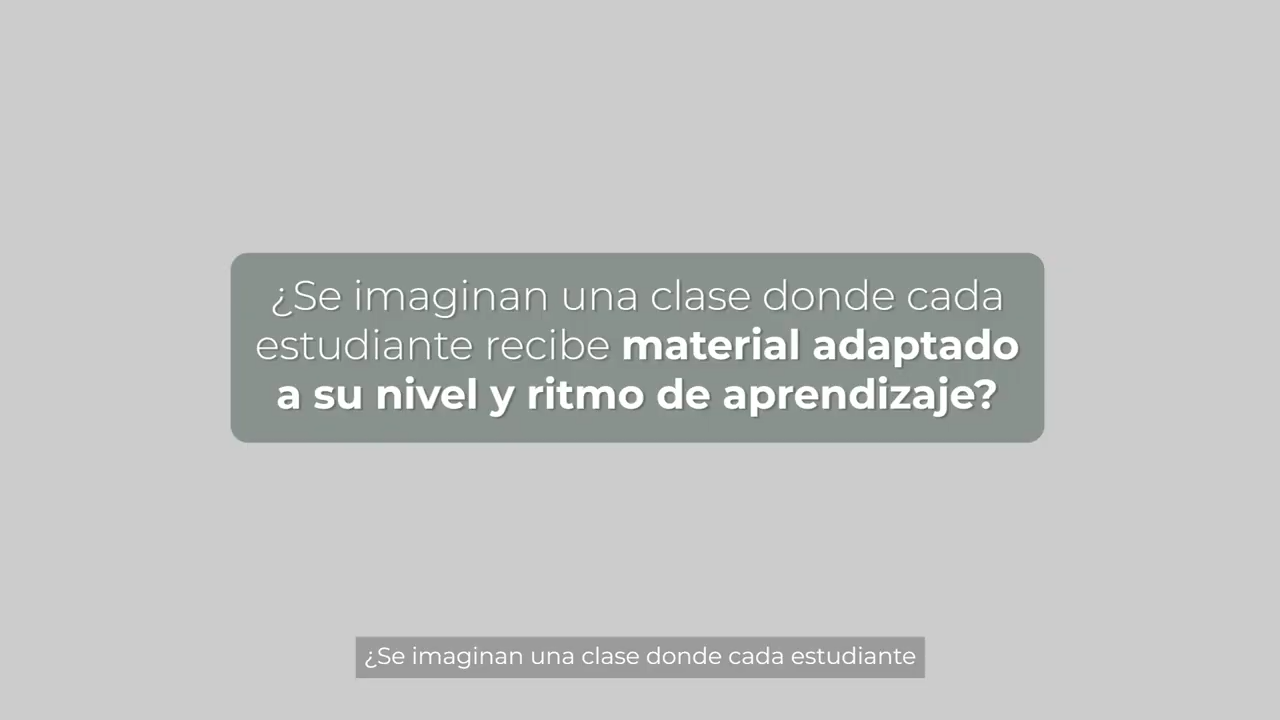 ¿Se imaginan una clase donde cada
estudiante recibe material adaptado
a su nivel y ritmo de aprendizaje?
¿Se imaginan una clase donde cada estudiante